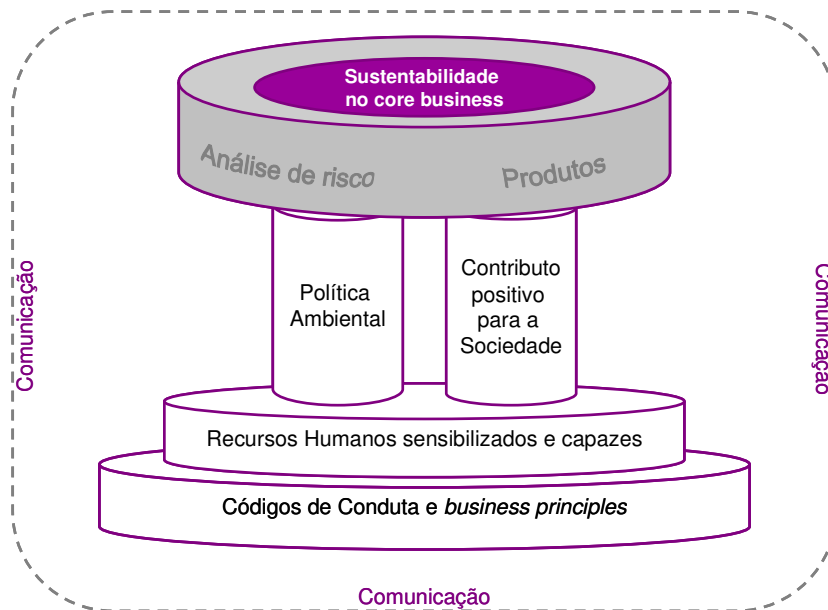 Sustentabilidade
no core business
Análise de risco
Produtos
Política
Ambiental
Contributo
positivo
para a
Sociedade
Comunicação
Comunicaçao
Recursos Humanos sensibilizados e capazes
Códigos de Conduta e business principles
Comunicação